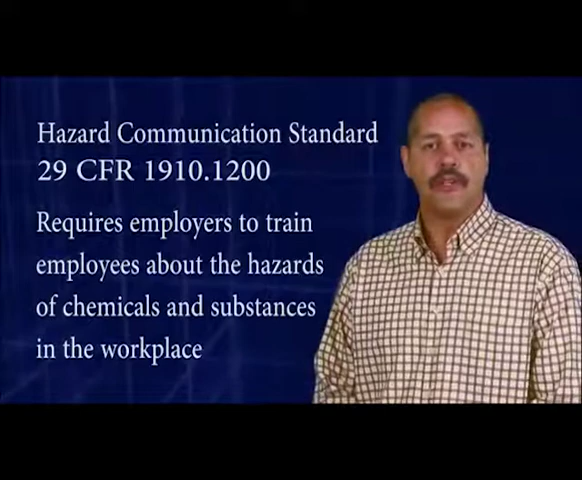 Hazard Communication Standard
29 CFR 1910.1200
Requires employers to train
employees about the hazards
of chemicals and substances
in the workplace